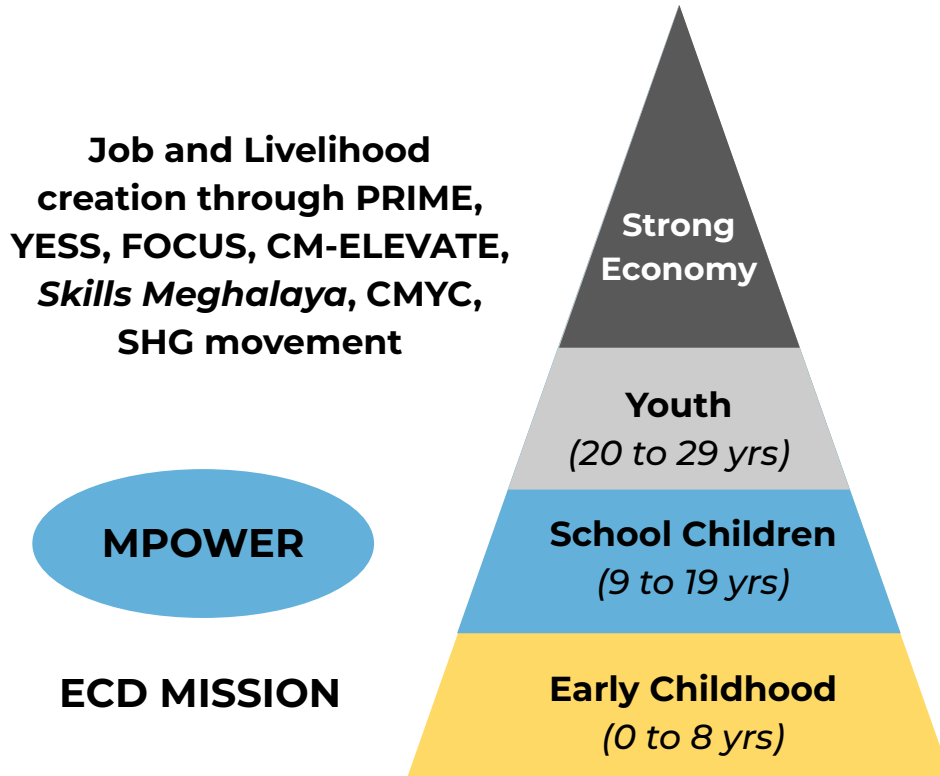 Job and Livelihood
creation through PRIME,
YESS, FOCUS, CM-ELEVATE,
Skills Meghalaya, CMYC,
SHG movement
Strong
Economy
Youth
(20 to 29 yrs)
MPOWER
School Children
(9 to 19 yrs)
ECD MISSION
Early Childhood
(0 to 8 yrs)